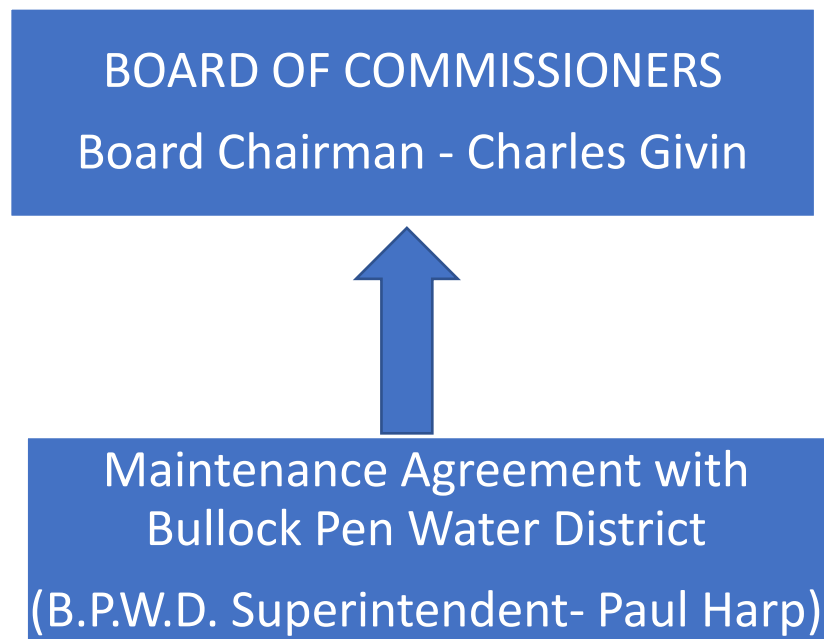 BOARD OF COMMISSIONERS
Board Chairman - Charles Givin
Maintenance Agreement with
Bullock Pen Water District
(B.P.W.D. Superintendent- Paul Harp)